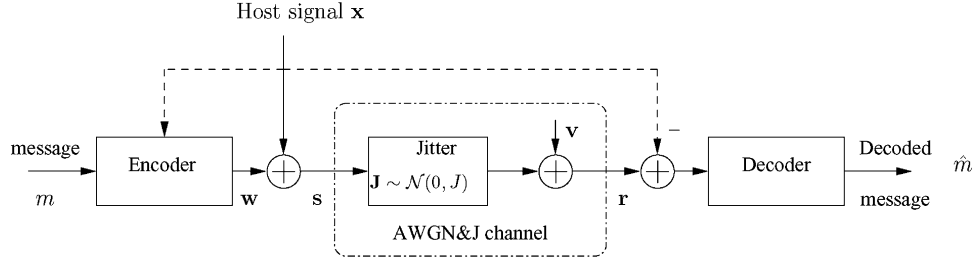 Host signal x
message
m
Encoder
w
s
Jitter
J ∼ 𝒩(0, J)
v
AWGN&J channel
r
−
Decoder
Decoded
message
m̂